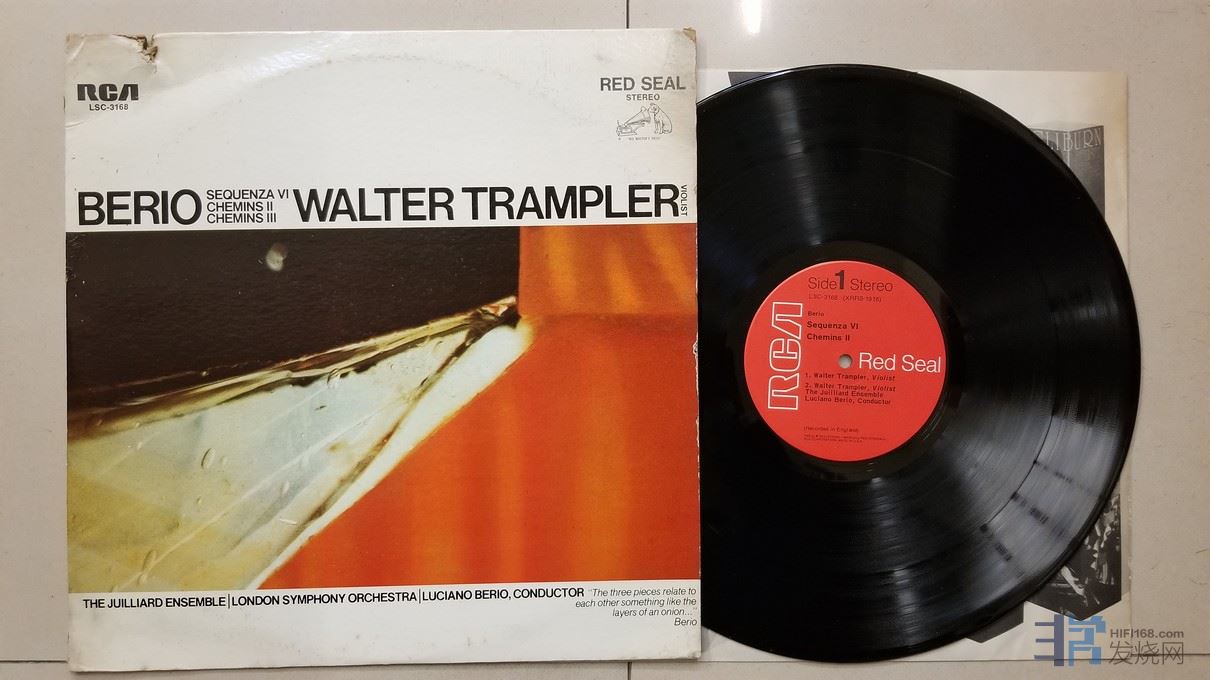 RCA
LSC-3168
RED SEAL
STEREO
"HIS MASTER'S VOICE"
BERIO
SEQUENZA VI
CHEMINS II
CHEMINS III
WALTER TRAMPLER
VIOLIST
THE JUILLIARD ENSEMBLE|LONDON SYMPHONY ORCHESTRA|LUCIANO BERIO, CONDUCTOR
"The three pieces relate to
each other something like the
layers of an onion..."
Berio
Side 1 Stereo
LSC-3168
RCA
Berio
Sequenza VI
Chemins II
Red Seal
1. Walter Trampler, Violist
2. Walter Trampler, Violist
The Juilliard Ensemble
Luciano Berio, Conductor
(Recorded in England)
HIFI168.com
发烧网